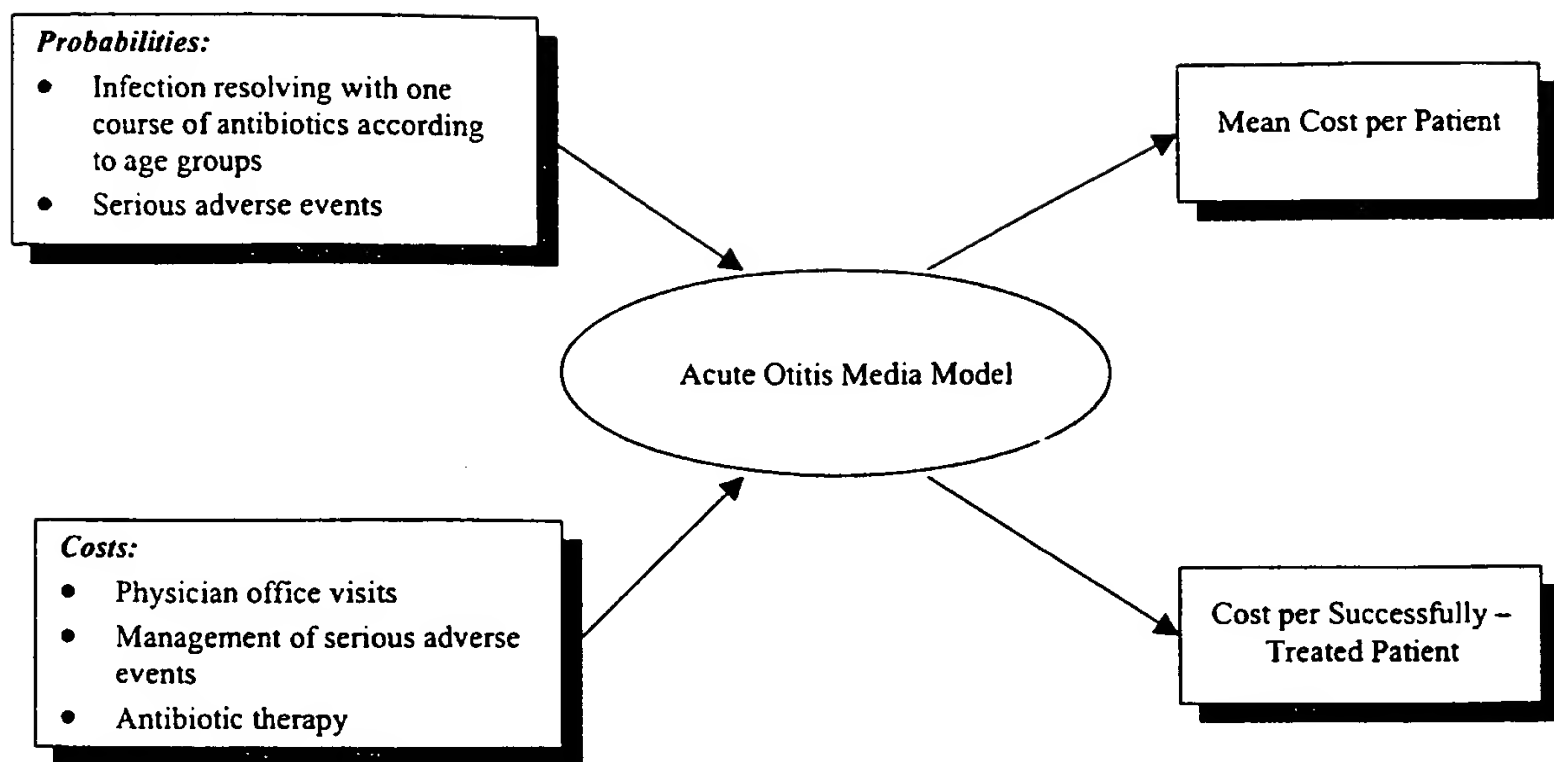 Probabilities:
● Infection resolving with one
course of antibiotics according
to age groups
● Serious adverse events
Mean Cost per Patient
Acute Otitis Media Model
Costs:
● Physician office visits
● Management of serious adverse
events
● Antibiotic therapy
Cost per Successfully –
Treated Patient